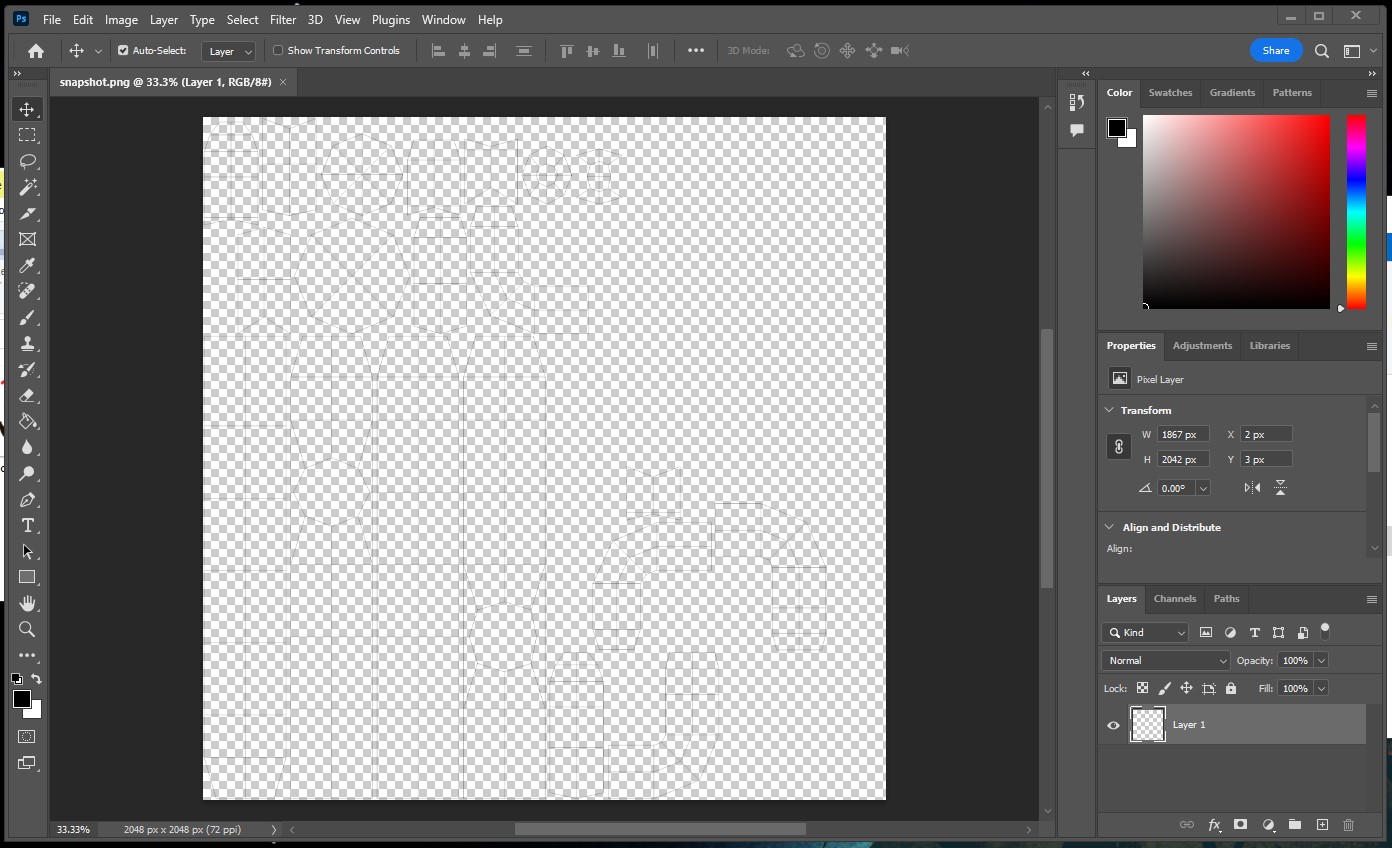 Ps File Edit Image Layer Type Select Filter 3D View Plugins Window Help
Auto-Select: Layer Show Transform Controls 3D Mode: Share
snapshot.png @ 33.3% (Layer 1, RGB/8#)
Color Swatches Gradients Patterns
Properties Adjustments Libraries
Pixel Layer
Transform
W 1867 px X 2 px
H 2042 px Y 3 px
0.00°
Align and Distribute
Align:
Layers Channels Paths
Kind
Normal Opacity: 100%
Lock: Fill: 100%
Layer 1
fx
33.33% 2048 px x 2048 px (72 ppi)